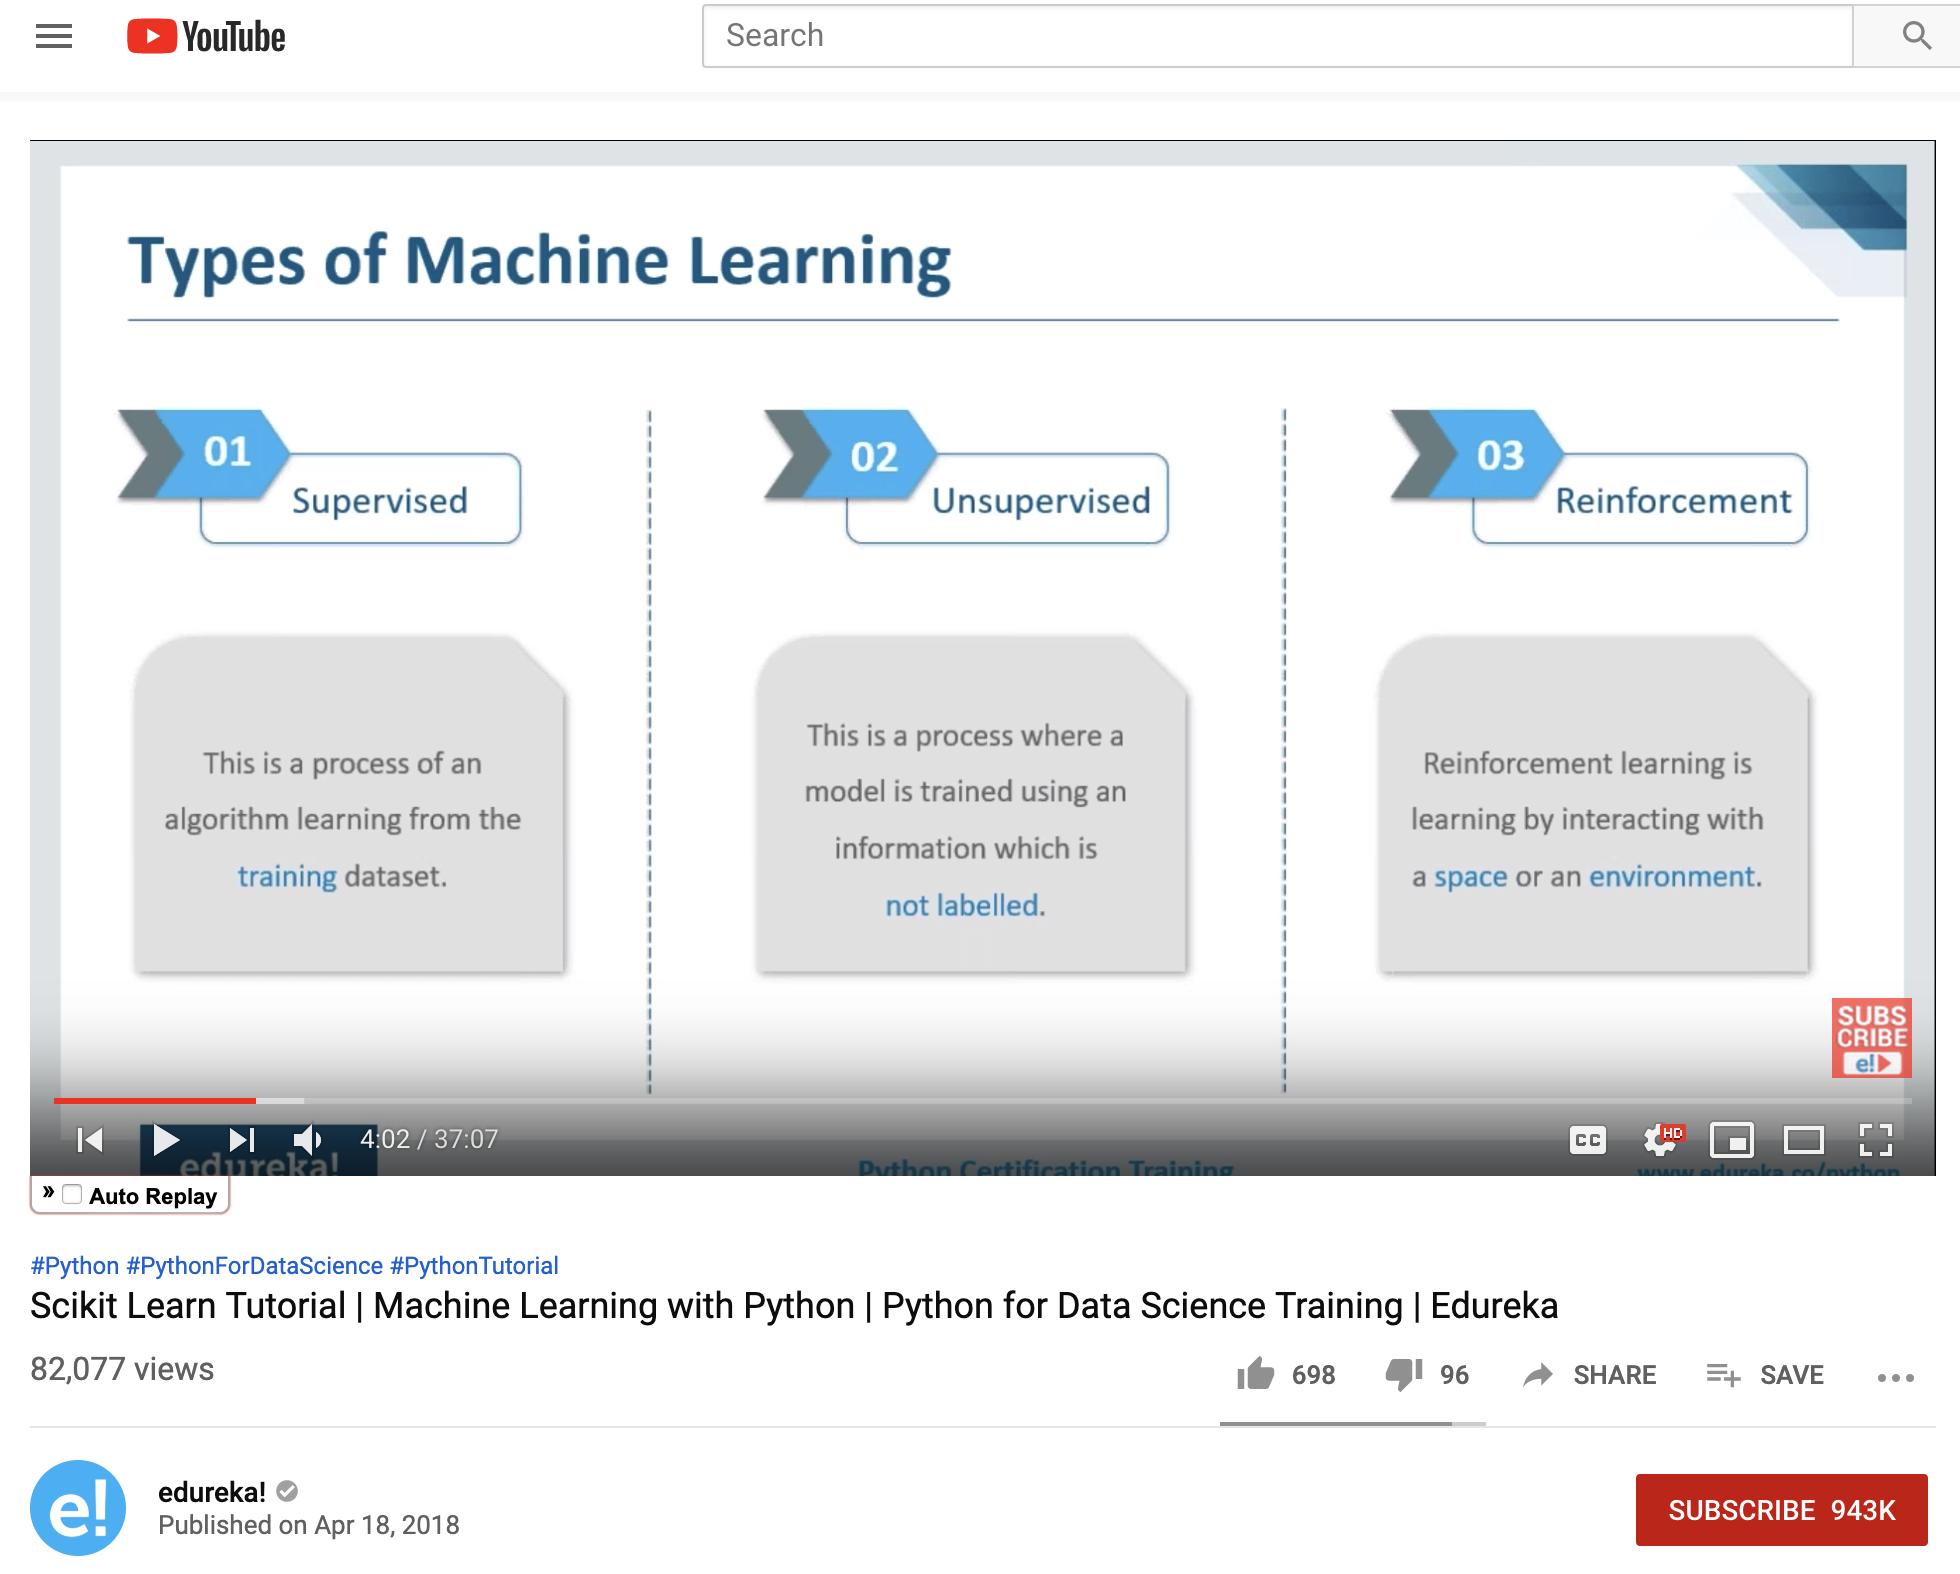 YouTube
Search
Types of Machine Learning
01
Supervised
02
Unsupervised
03
Reinforcement
This is a process of an
algorithm learning from the
training dataset.
This is a process where a
model is trained using an
information which is
not labelled.
Reinforcement learning is
learning by interacting with
a space or an environment.
SUBS
CRIBE
e!
4:02 / 37:07
CC
HD
edureka!
Python Certification Training
www.edureka.co/python
» Auto Replay
#Python #PythonForDataScience #PythonTutorial
Scikit Learn Tutorial | Machine Learning with Python | Python for Data Science Training | Edureka
82,077 views
698
96
SHARE
SAVE
e!
edureka!
Published on Apr 18, 2018
SUBSCRIBE 943K